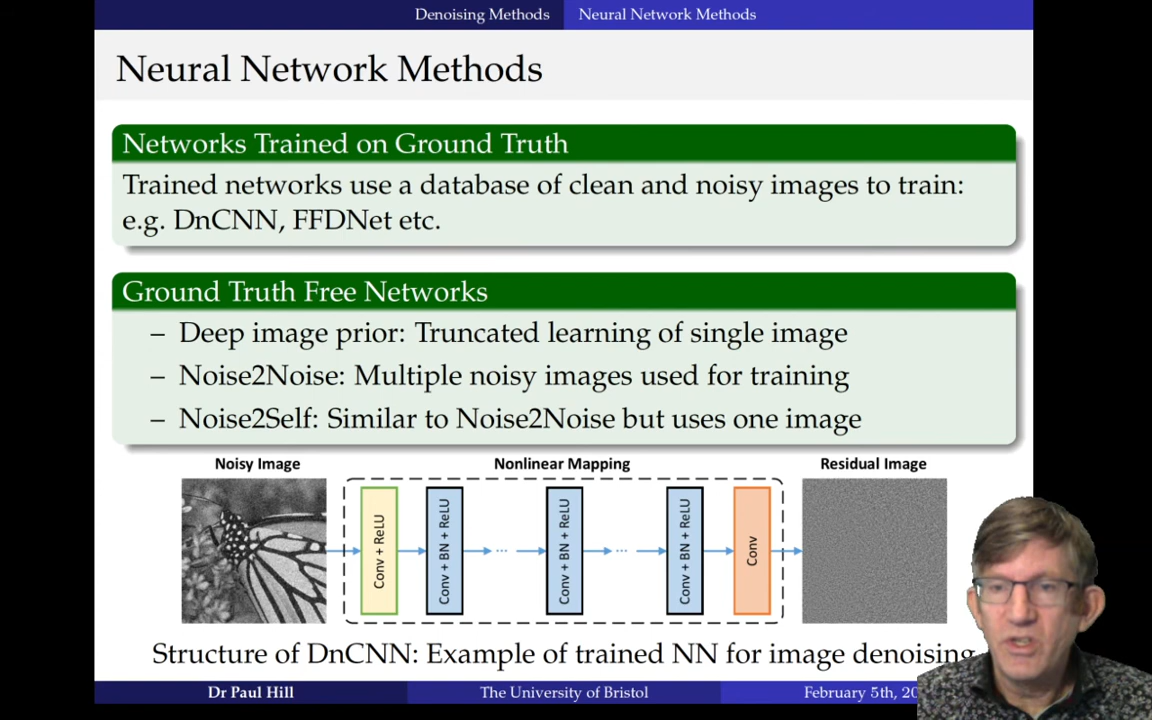 Denoising Methods Neural Network Methods
Neural Network Methods
Networks Trained on Ground Truth
Trained networks use a database of clean and noisy images to train:
e.g. DnCNN, FFDNet etc.
Ground Truth Free Networks
– Deep image prior: Truncated learning of single image
– Noise2Noise: Multiple noisy images used for training
– Noise2Self: Similar to Noise2Noise but uses one image
Noisy Image Nonlinear Mapping Residual Image
Conv + ReLU
Conv + BN + ReLU
...
Conv + BN + ReLU
...
Conv + BN + ReLU
Conv
Structure of DnCNN: Example of trained NN for image denoising
Dr Paul Hill The University of Bristol February 5th,